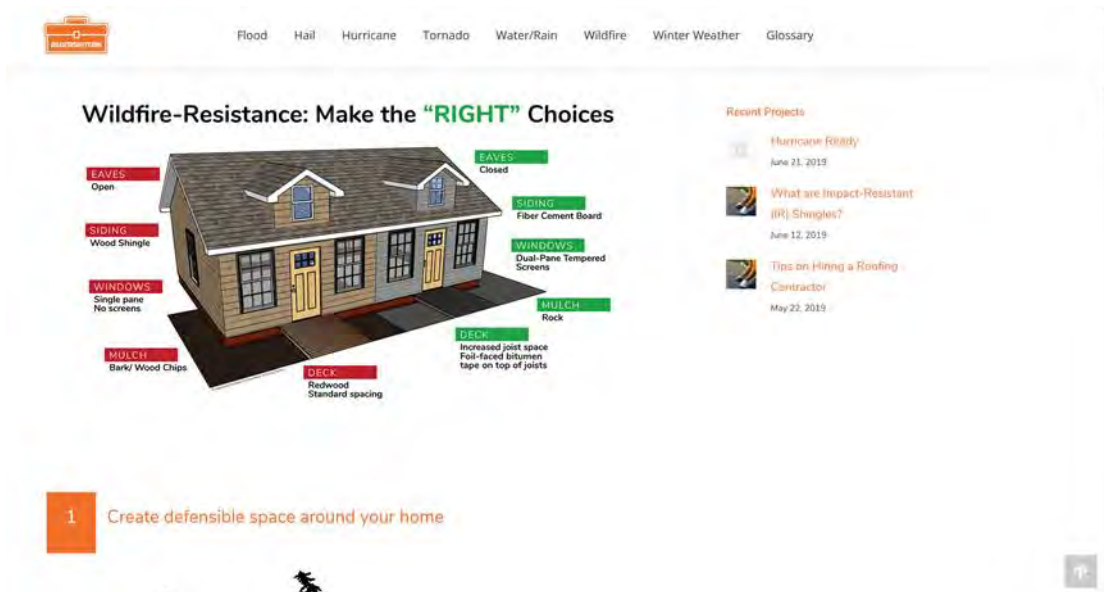 Flood Hail Hurricane Tornado Water/Rain Wildfire Winter Weather Glossary
Wildfire-Resistance: Make the “RIGHT” Choices
EAVES
Open
SIDING
Wood Shingle
WINDOWS
Single pane
No screens
MULCH
Bark/ Wood Chips
DECK
Redwood
Standard spacing
EAVES
Closed
SIDING
Fiber Cement Board
WINDOWS
Dual-Pane Tempered
Screens
MULCH
Rock
DECK
Increased joist space
Foil-faced bitumen
tape on top of joists
Recent Projects
Hurricane Ready
June 21, 2019
What are Impact-Resistant
(IR) Shingles?
June 12, 2019
Tips on Hiring a Roofing
Contractor
May 22, 2019
1
Create defensible space around your home